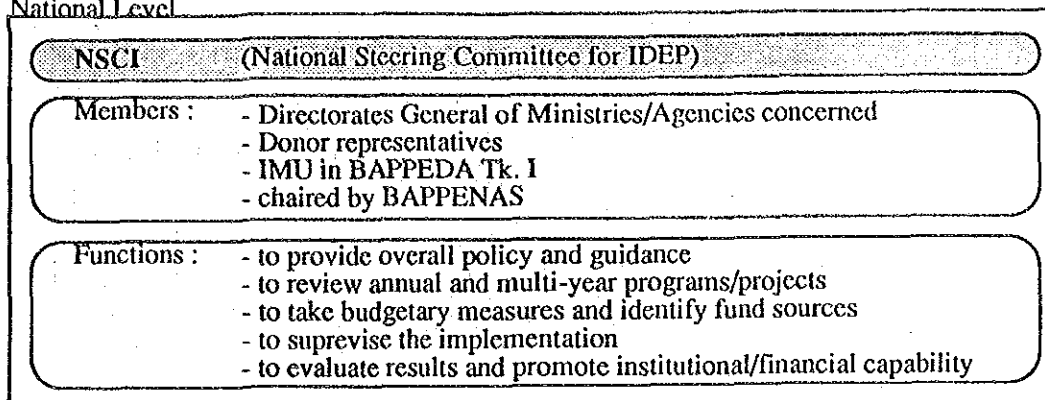 National Level
NSCI (National Steering Committee for IDEP)
Members : - Directorates General of Ministries/Agencies concerned
- Donor representatives
- IMU in BAPPEDA Tk. I
- chaired by BAPPENAS
Functions : - to provide overall policy and guidance
- to review annual and multi-year programs/projects
- to take budgetary measures and identify fund sources
- to suprevise the implementation
- to evaluate results and promote institutional/financial capability